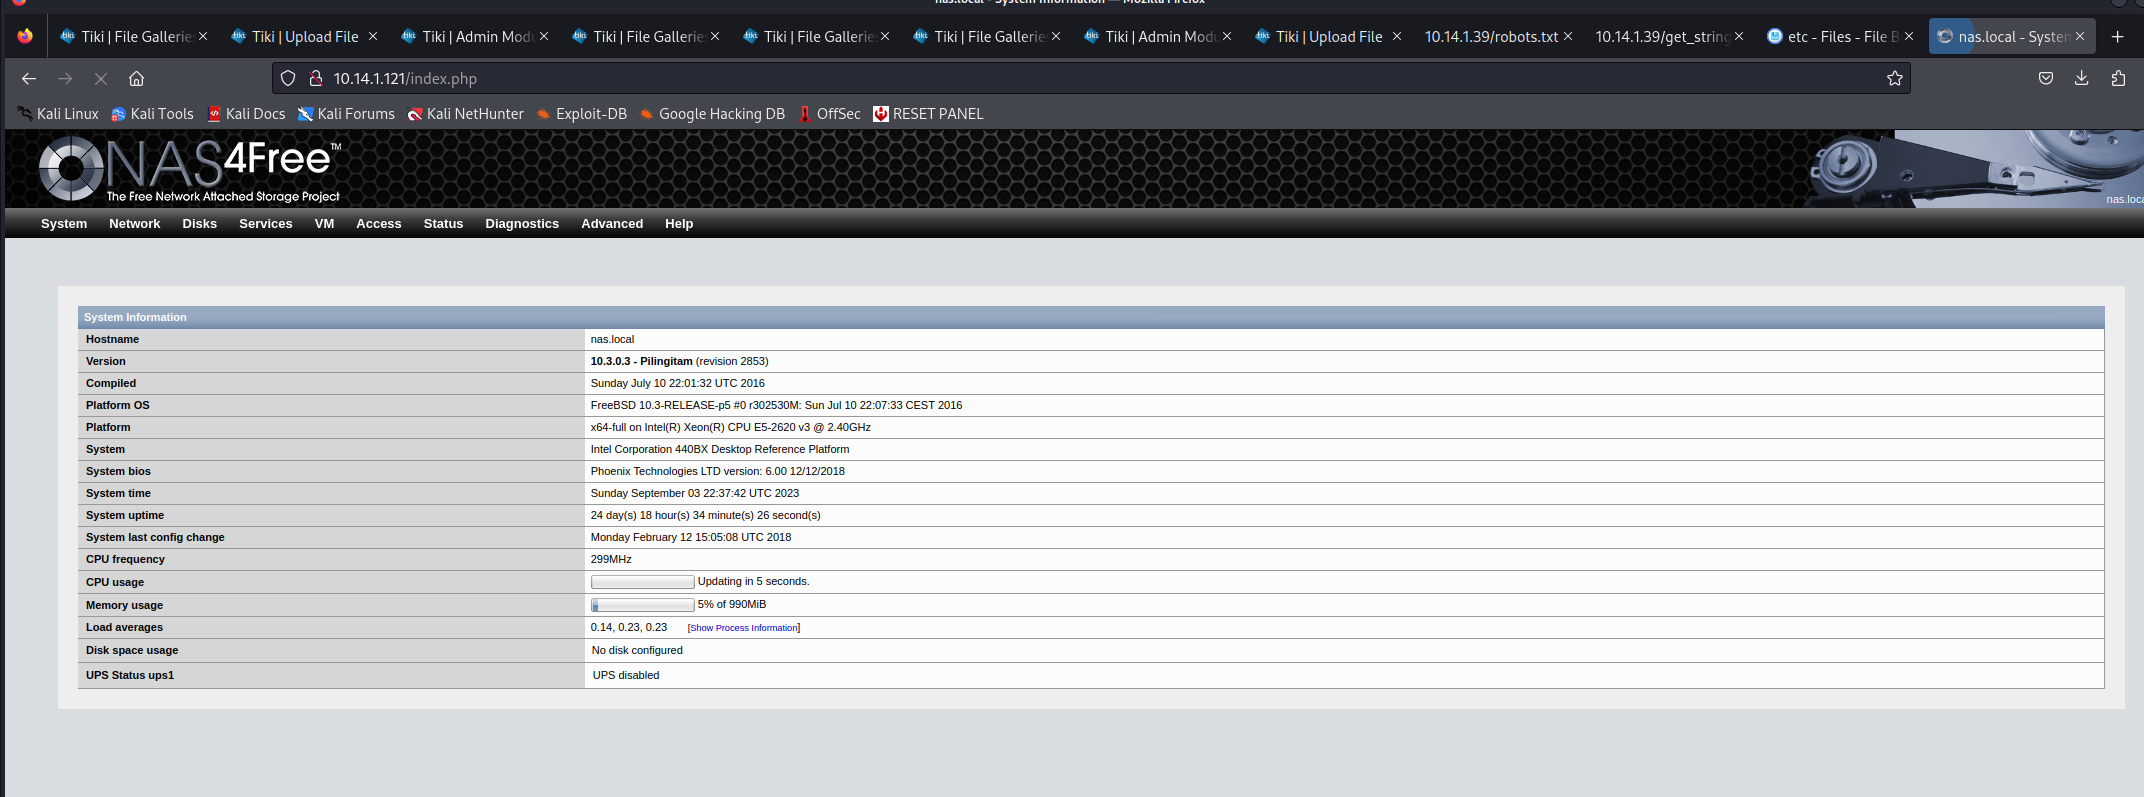 nas.local - System Information — Mozilla Firefox
Tiki | File Gallerie Tiki | Upload File Tiki | Admin Modu Tiki | File Gallerie Tiki | File Gallerie Tiki | File Gallerie Tiki | Admin Modu Tiki | Upload File 10.14.1.39/robots.txt 10.14.1.39/get_string etc - Files - File B nas.local - System
10.14.1.121/index.php
Kali Linux Kali Tools Kali Docs Kali Forums Kali NetHunter Exploit-DB Google Hacking DB OffSec RESET PANEL
NAS4Free™
The Free Network Attached Storage Project
nas.loca
System Network Disks Services VM Access Status Diagnostics Advanced Help
System Information
Hostname nas.local
Version 10.3.0.3 - Pilingitam (revision 2853)
Compiled Sunday July 10 22:01:32 UTC 2016
Platform OS FreeBSD 10.3-RELEASE-p5 #0 r302530M: Sun Jul 10 22:07:33 CEST 2016
Platform x64-full on Intel(R) Xeon(R) CPU E5-2620 v3 @ 2.40GHz
System Intel Corporation 440BX Desktop Reference Platform
System bios Phoenix Technologies LTD version: 6.00 12/12/2018
System time Sunday September 03 22:37:42 UTC 2023
System uptime 24 day(s) 18 hour(s) 34 minute(s) 26 second(s)
System last config change Monday February 12 15:05:08 UTC 2018
CPU frequency 299MHz
CPU usage Updating in 5 seconds.
Memory usage 5% of 990MiB
Load averages 0.14, 0.23, 0.23 [Show Process Information]
Disk space usage No disk configured
UPS Status ups1 UPS disabled